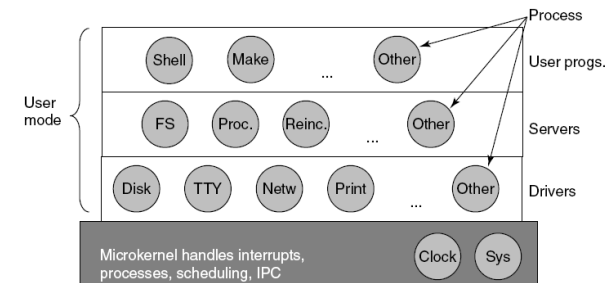 Process
Shell Make ... Other
User progs.
User mode
FS Proc. Reinc. ... Other
Servers
Disk TTY Netw Print ... Other
Drivers
Microkernel handles interrupts,
processes, scheduling, IPC
Clock Sys